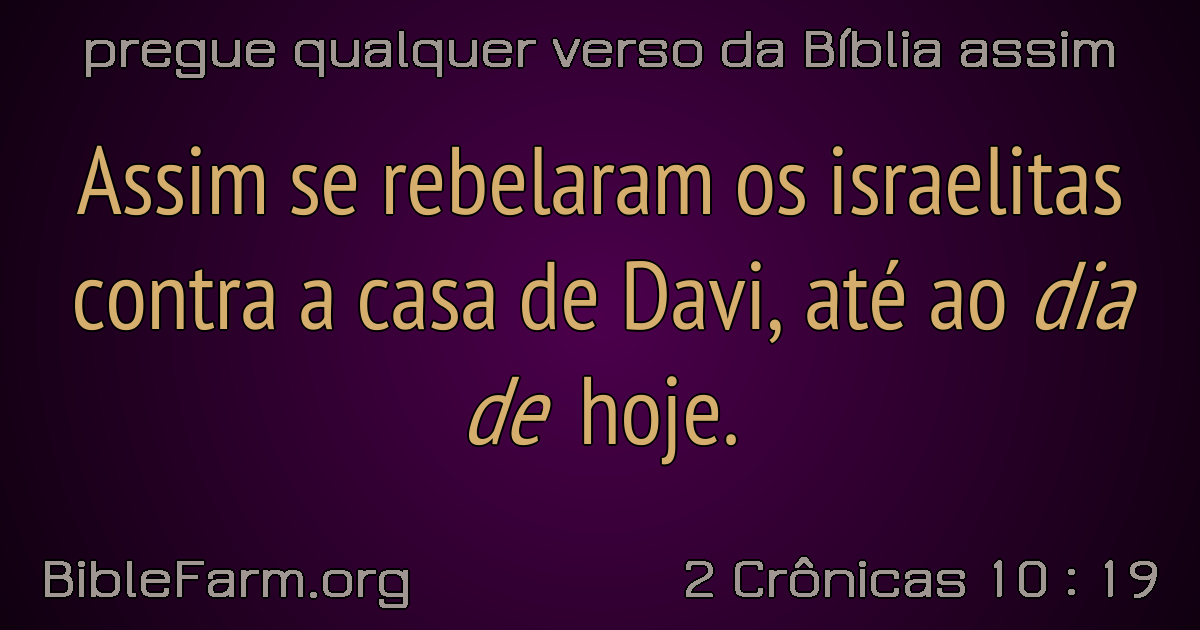 pregue qualquer verso da Bíblia assim
Assim se rebelaram os israelitas
contra a casa de Davi, até ao dia
de hoje.
BibleFarm.org
2 Crônicas 10 : 19